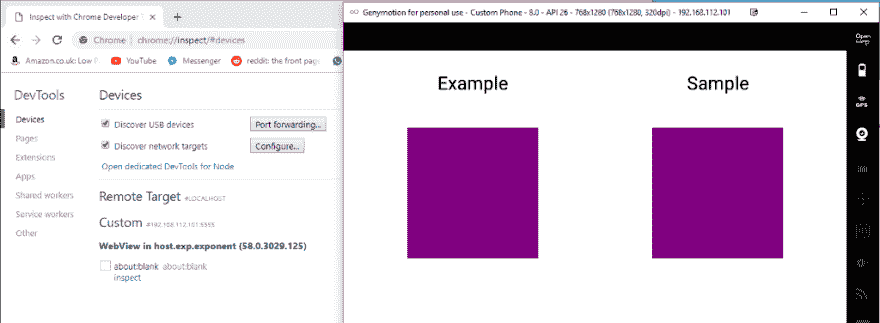 Inspect with Chrome Developer
Chrome | chrome://inspect/#devices
Amazon.co.uk: Low P
YouTube
Messenger
reddit: the front page
DevTools
Devices
Pages
Extensions
Apps
Shared workers
Service workers
Other
Devices
Discover USB devices
Port forwarding...
Discover network targets
Configure...
Open dedicated DevTools for Node
Remote Target #LOCALHOST
Custom #192.168.112.101:5555
WebView in host.exp.exponent (58.0.3029.125)
about:blank about:blank
inspect
Genymotion for personal use - Custom Phone - 8.0 - API 26 - 768x1280 (768x1280, 320dpi) - 192.168.112.101
Example
Sample
Open
GPS